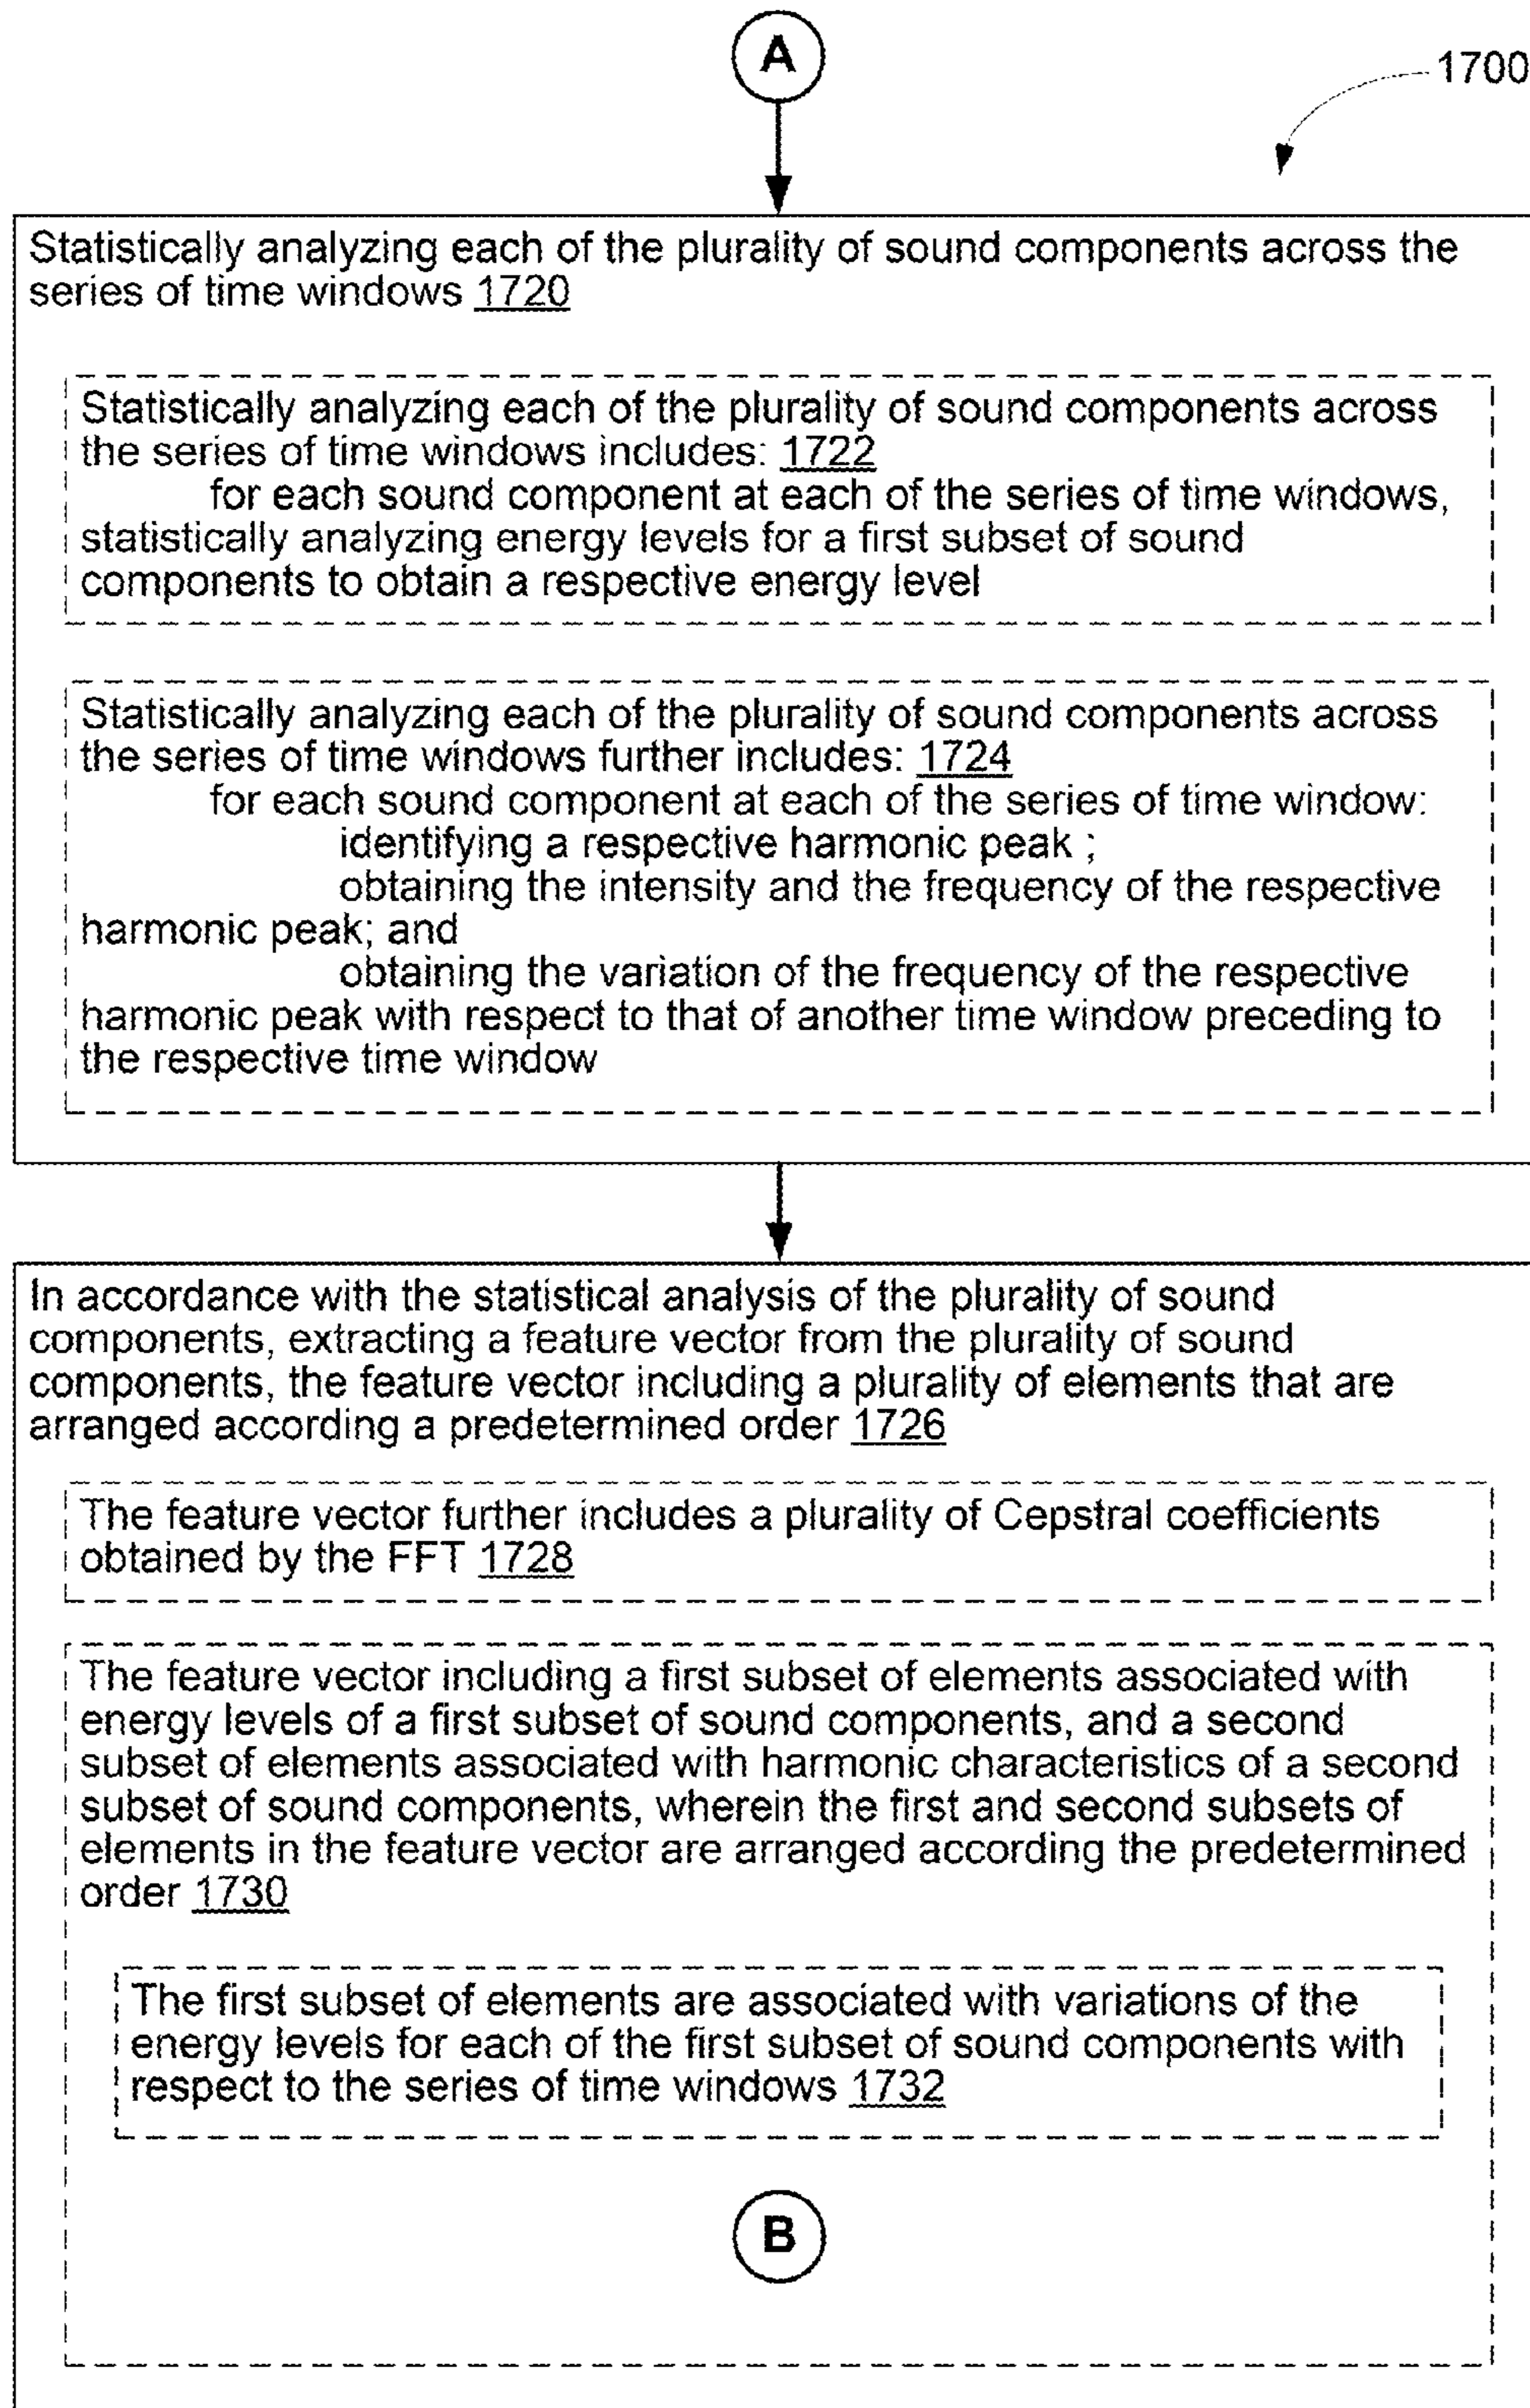 A
1700
Statistically analyzing each of the plurality of sound components across the
series of time windows 1720
Statistically analyzing each of the plurality of sound components across
the series of time windows includes: 1722
for each sound component at each of the series of time windows,
statistically analyzing energy levels for a first subset of sound
components to obtain a respective energy level
Statistically analyzing each of the plurality of sound components across
the series of time windows further includes: 1724
for each sound component at each of the series of time window:
identifying a respective harmonic peak ;
obtaining the intensity and the frequency of the respective
harmonic peak; and
obtaining the variation of the frequency of the respective
harmonic peak with respect to that of another time window preceding to
the respective time window
In accordance with the statistical analysis of the plurality of sound
components, extracting a feature vector from the plurality of sound
components, the feature vector including a plurality of elements that are
arranged according a predetermined order 1726
The feature vector further includes a plurality of Cepstral coefficients
obtained by the FFT 1728
The feature vector including a first subset of elements associated with
energy levels of a first subset of sound components, and a second
subset of elements associated with harmonic characteristics of a second
subset of sound components, wherein the first and second subsets of
elements in the feature vector are arranged according the predetermined
order 1730
The first subset of elements are associated with variations of the
energy levels for each of the first subset of sound components with
respect to the series of time windows 1732
B